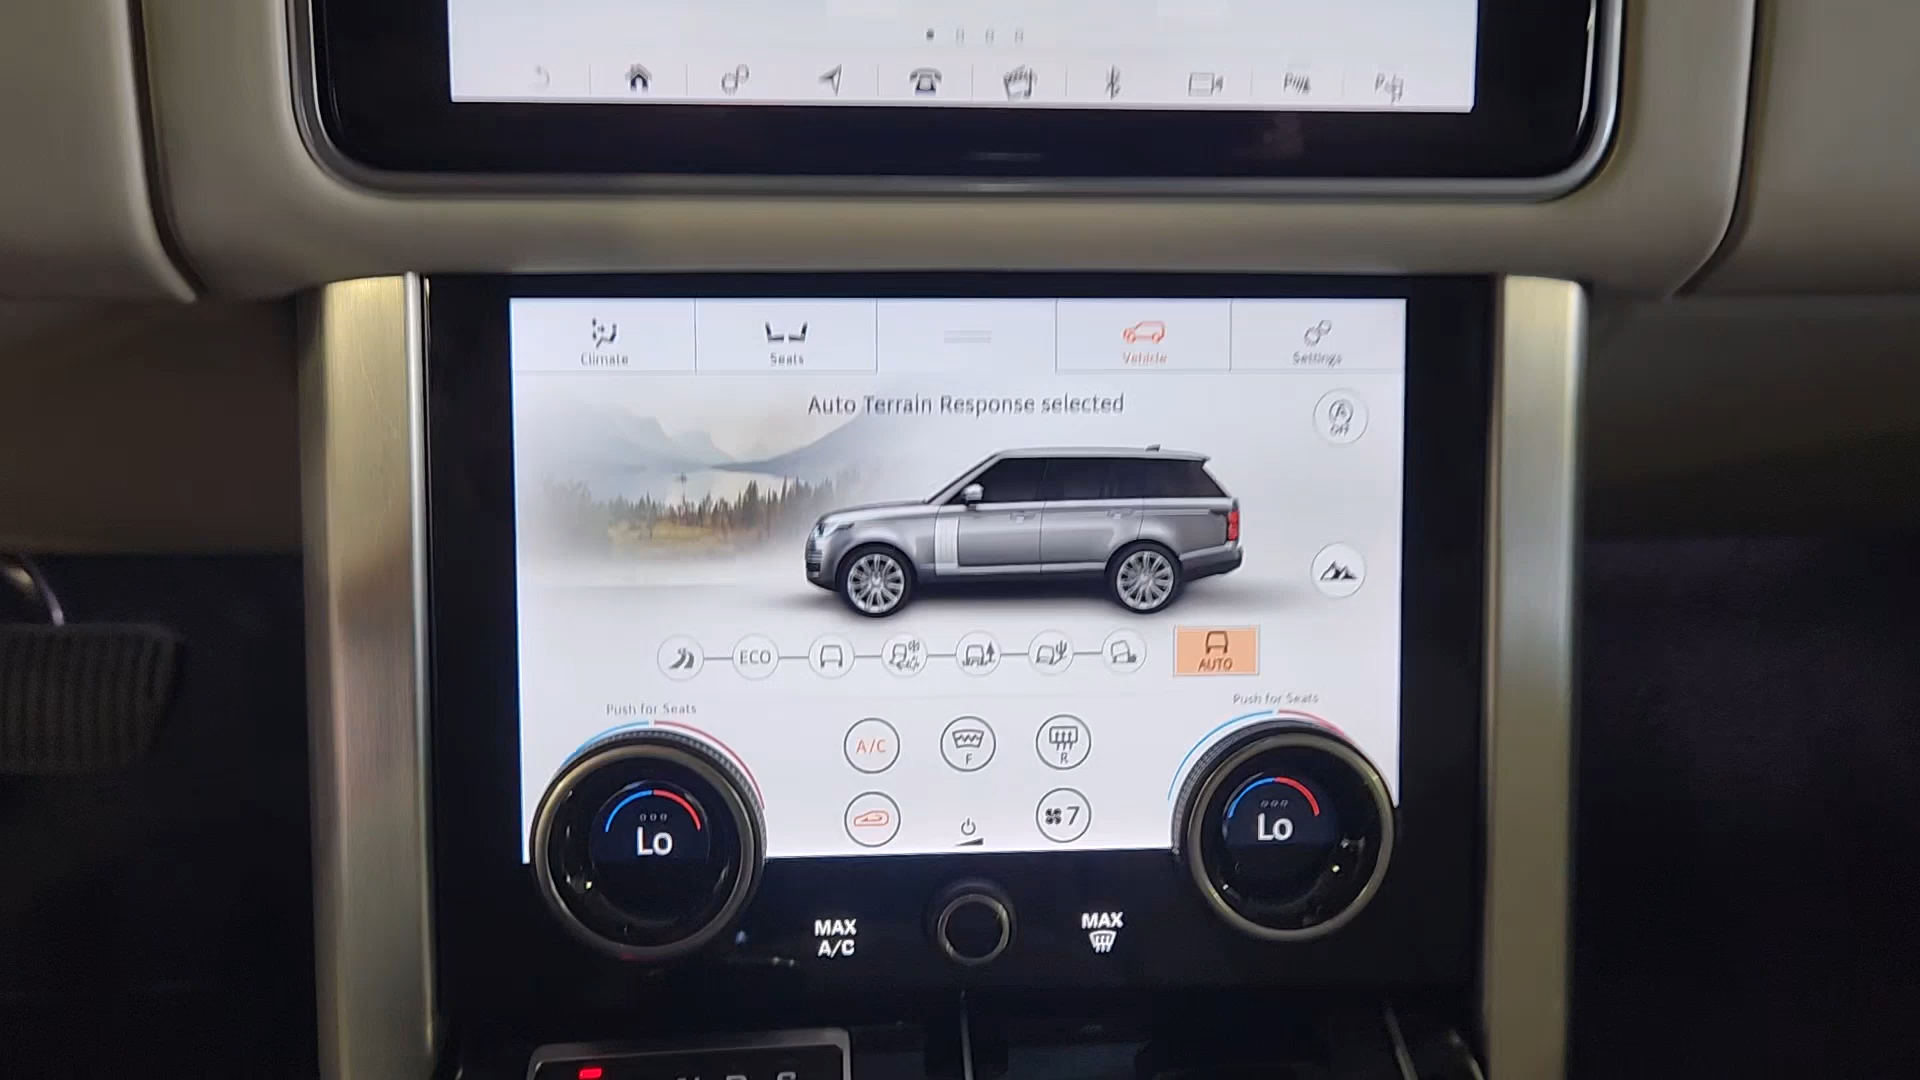 Climate
Seats
Vehicle
Settings
Auto Terrain Response selected
Off
ECO
AUTO
Push for Seats
Push for Seats
A/C
F
R
7
Lo
Lo
MAX
A/C
MAX